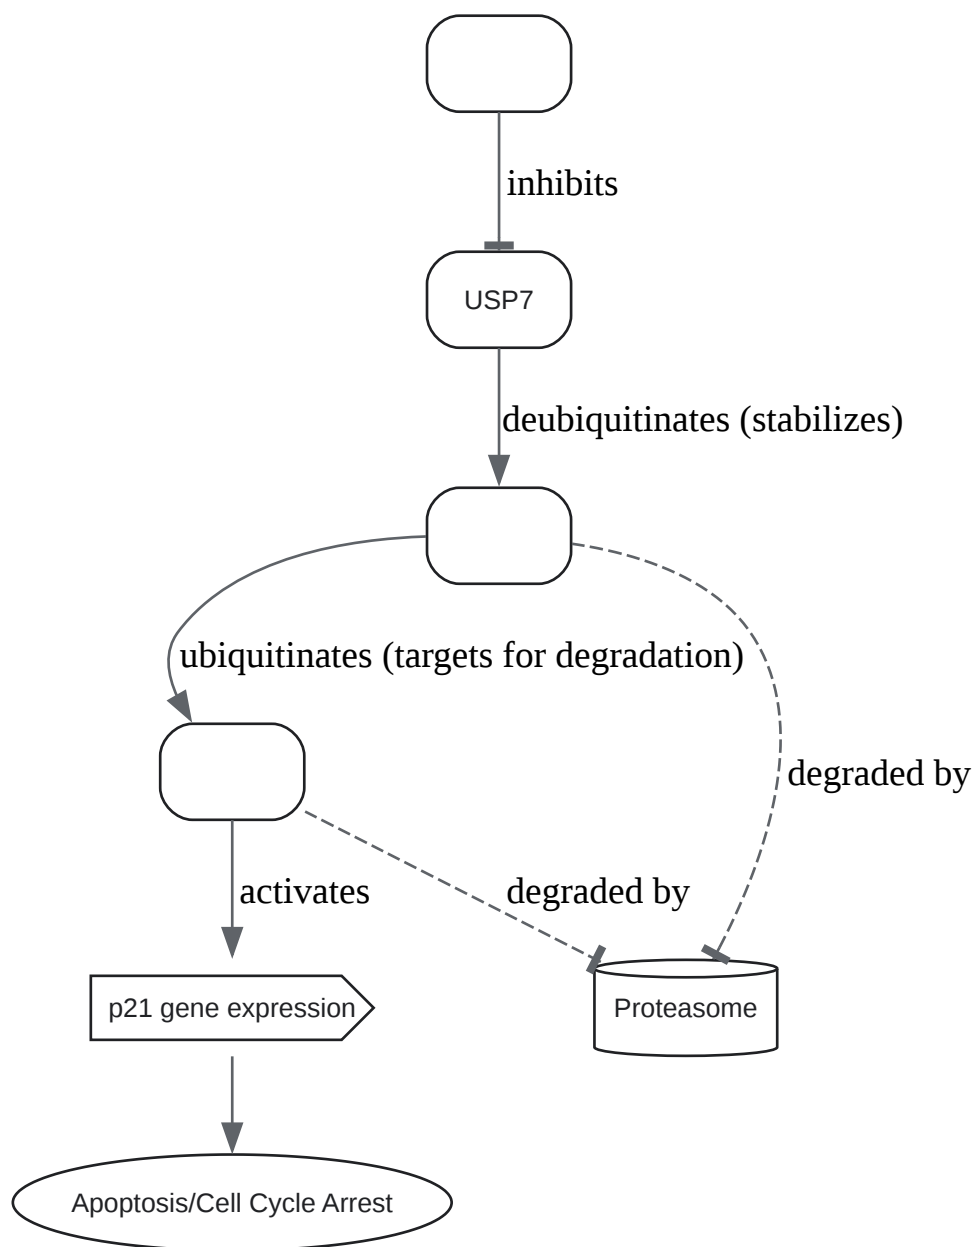 inhibits
USP7
deubiquitinates (stabilizes)
ubiquitinates (targets for degradation)
degraded by
activates
degraded by
p21 gene expression
Proteasome
Apoptosis/Cell Cycle Arrest